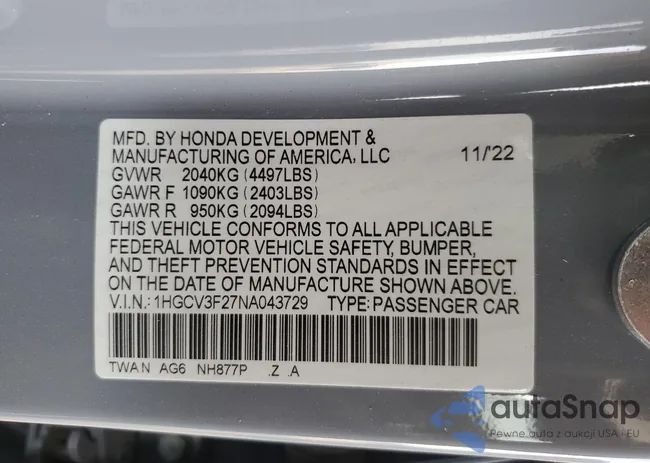 MFD. BY HONDA DEVELOPMENT &
MANUFACTURING OF AMERICA, LLC 11/'22
GVWR 2040KG (4497LBS)
GAWR F 1090KG (2403LBS)
GAWR R 950KG (2094LBS)
THIS VEHICLE CONFORMS TO ALL APPLICABLE
FEDERAL MOTOR VEHICLE SAFETY, BUMPER,
AND THEFT PREVENTION STANDARDS IN EFFECT
ON THE DATE OF MANUFACTURE SHOWN ABOVE.
V.I.N.: 1HGCV3F27NA043729 TYPE: PASSENGER CAR
TWA N AG6 NH877P .Z .A
autaSnap
Pewne auta z aukcji USA i EU